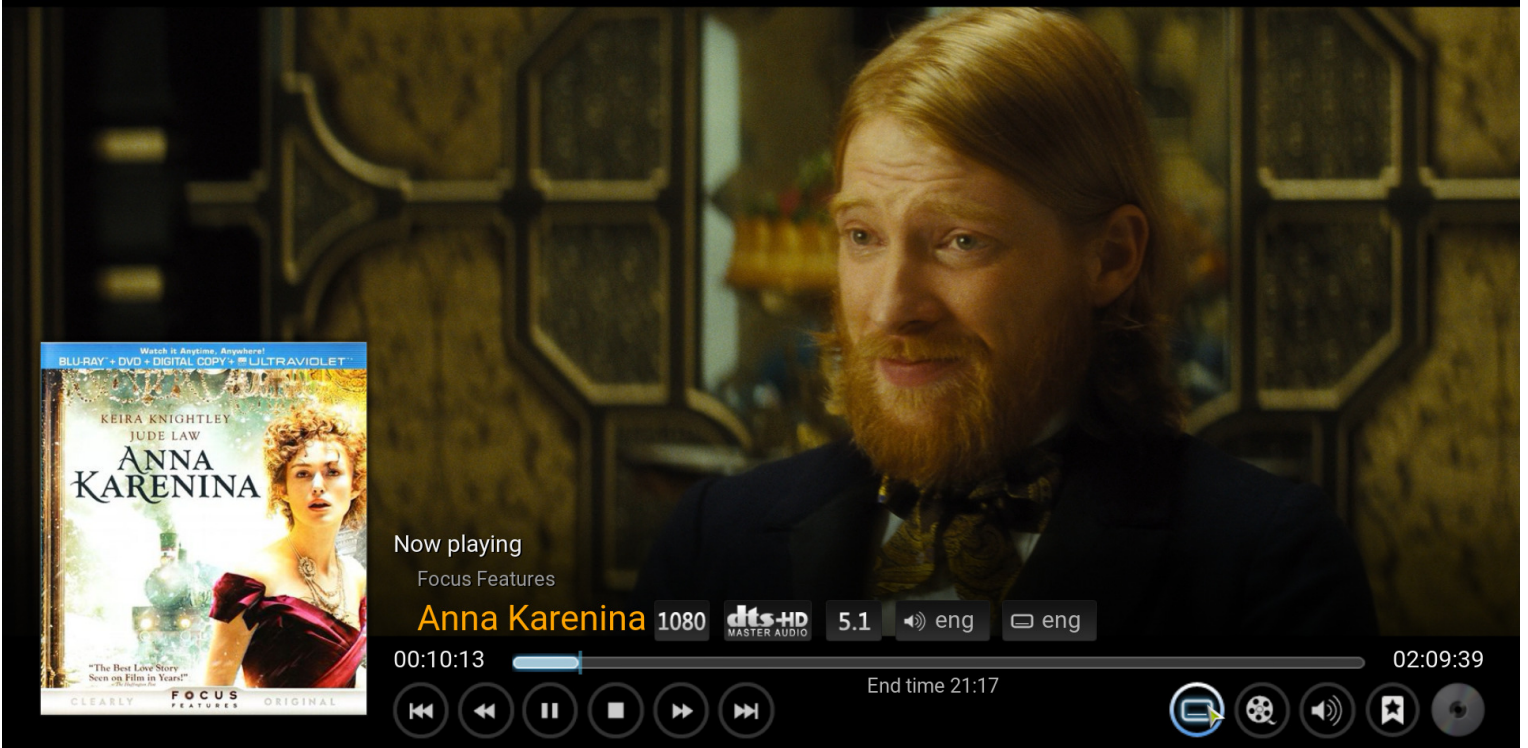 Watch it Anytime, Anywhere!
BLU-RAY™ + DVD + DIGITAL COPY + ULTRAVIOLET™
KEIRA KNIGHTLEY
JUDE LAW
ANNA
KARENINA
"The Best Love Story
Seen on Film in Years!"
CLEARLY FOCUS FEATURES ORIGINAL
Now playing
Focus Features
Anna Karenina 1080 dts-HD MASTER AUDIO 5.1 eng eng
00:10:13 02:09:39
End time 21:17